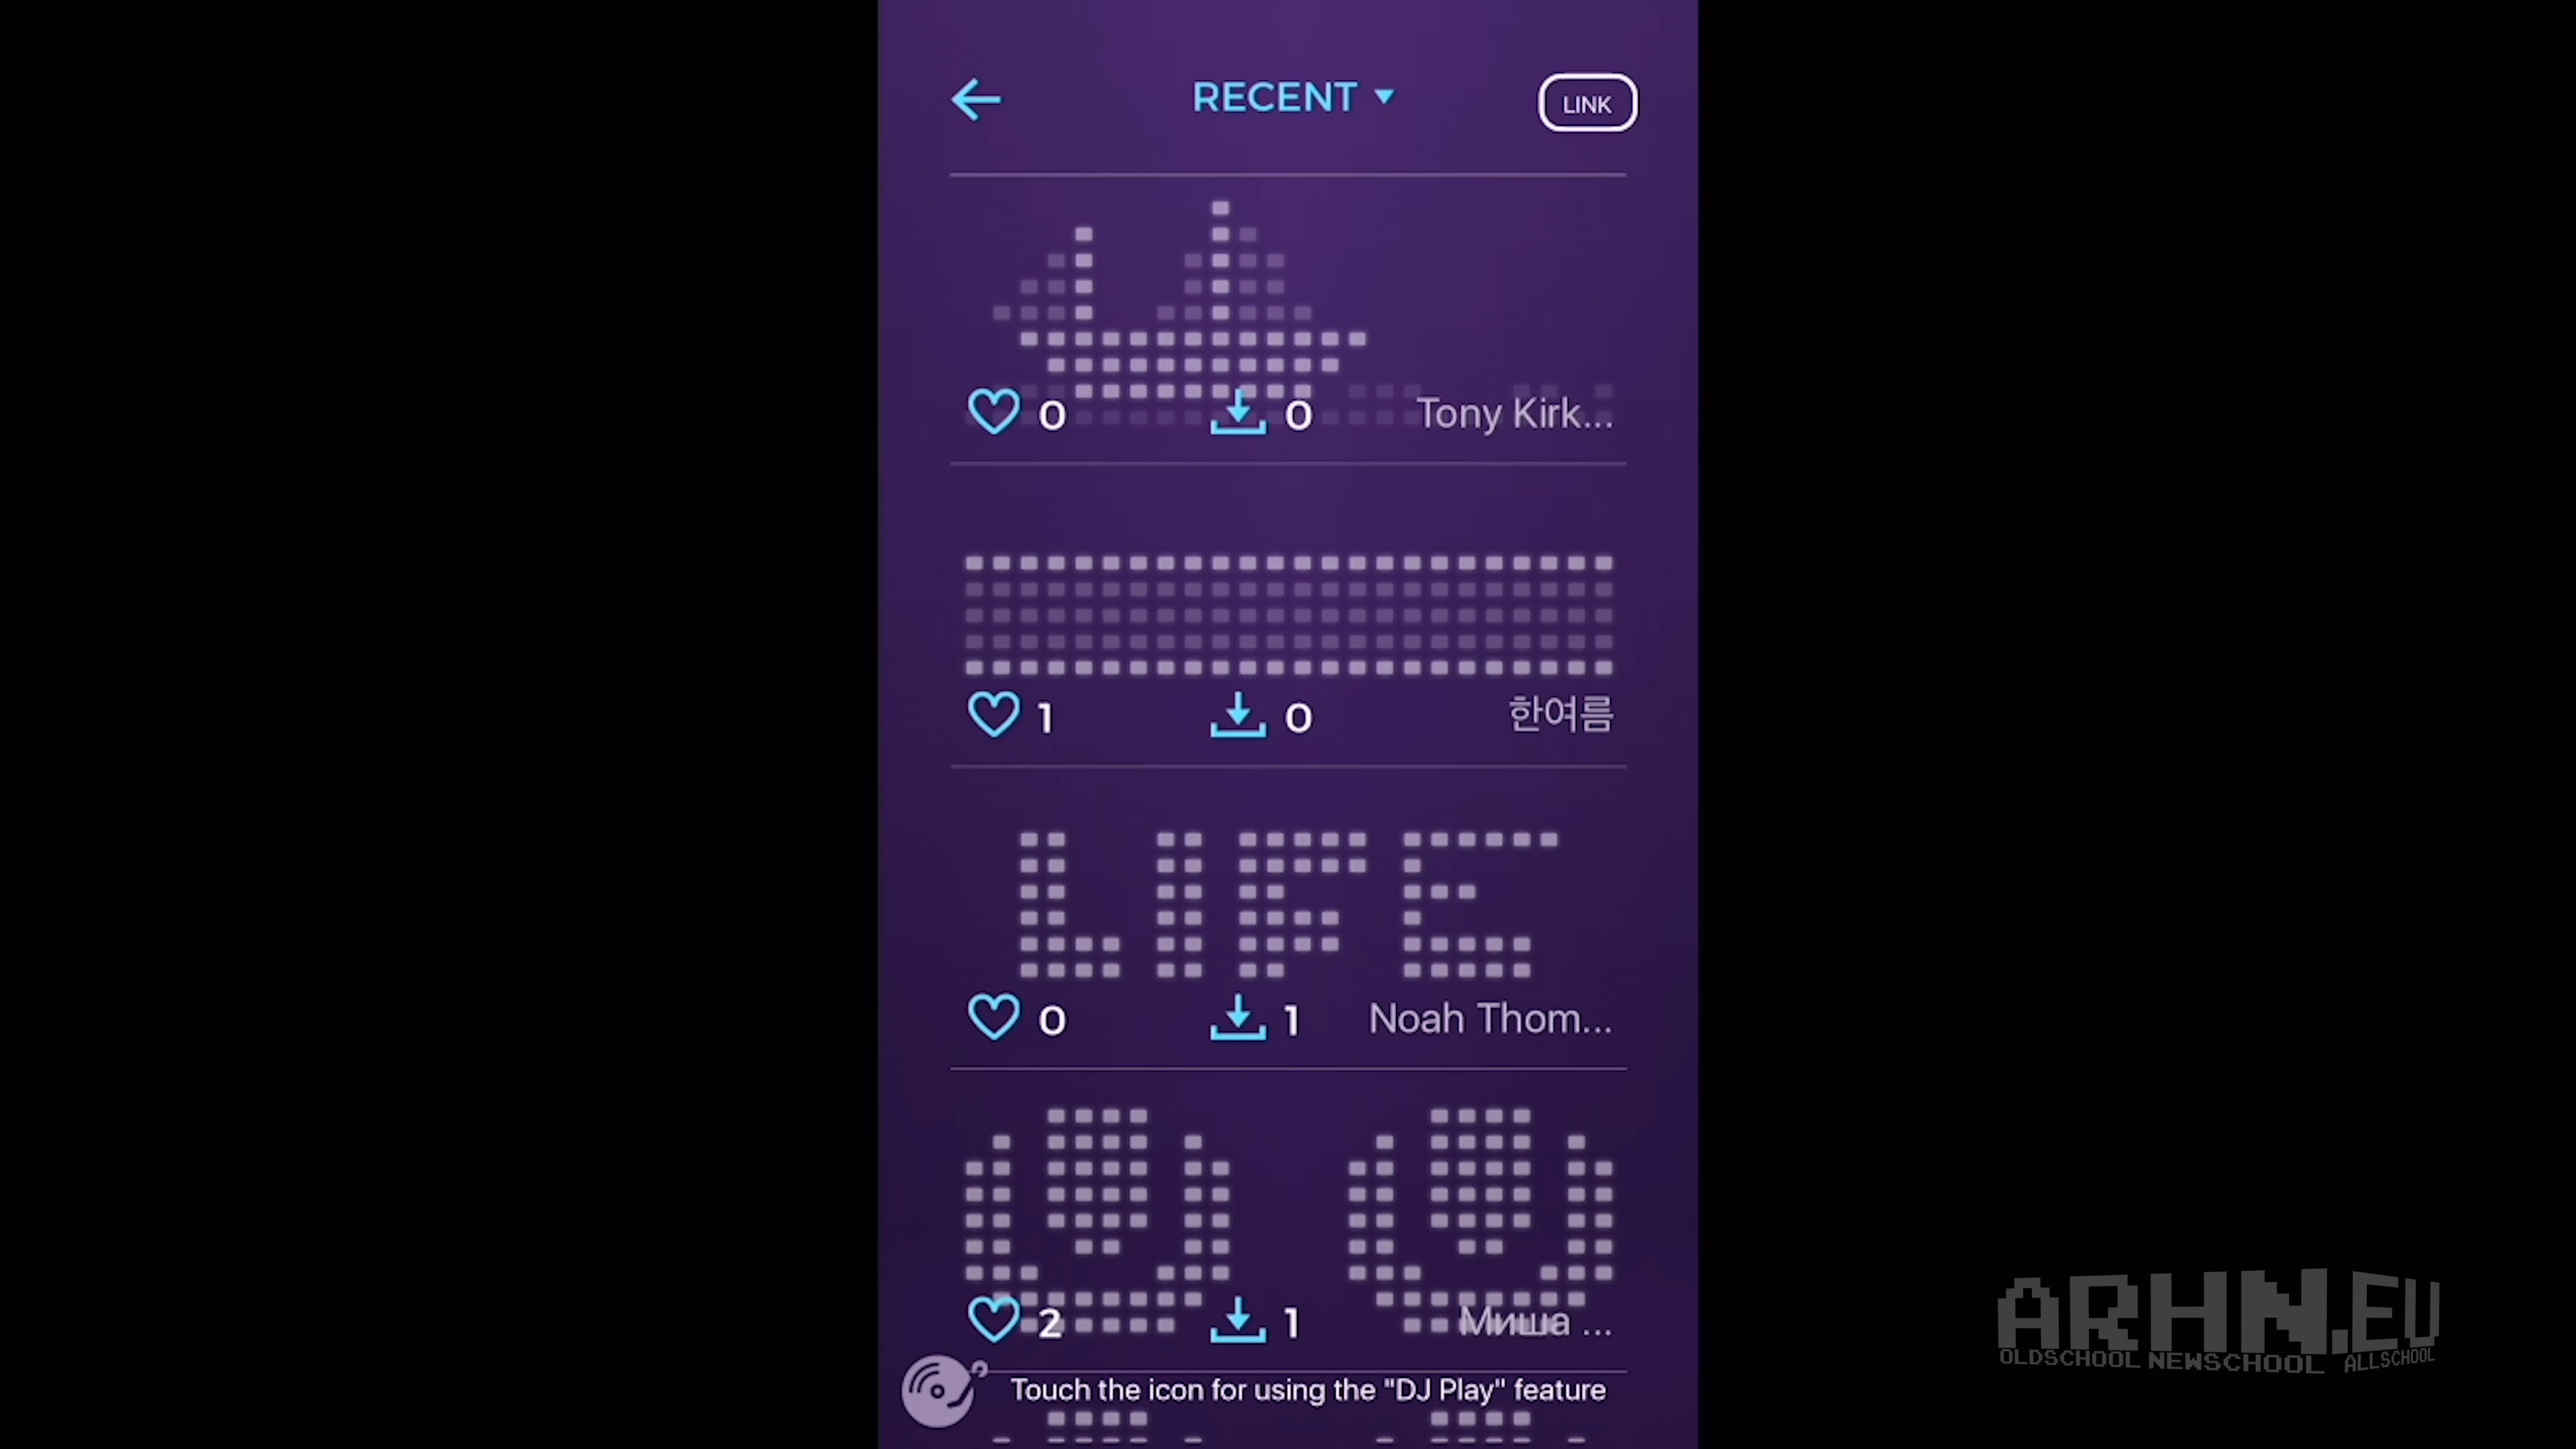 RECENT
LINK
0 0 Tony Kirk...
1 0 한여름
LIFE
0 1 Noah Thom...
2 1 Миша ...
Touch the icon for using the "DJ Play" feature
ARHN.EU
OLDSCHOOL NEWSCHOOL ALLSCHOOL